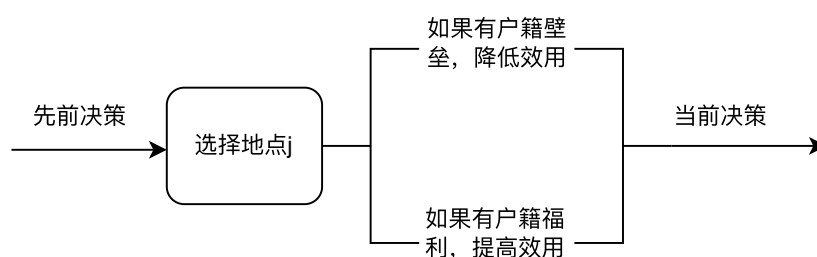 如果有户籍壁
垒，降低效用
先前决策
选择地点j
当前决策
如果有户籍福
利，提高效用